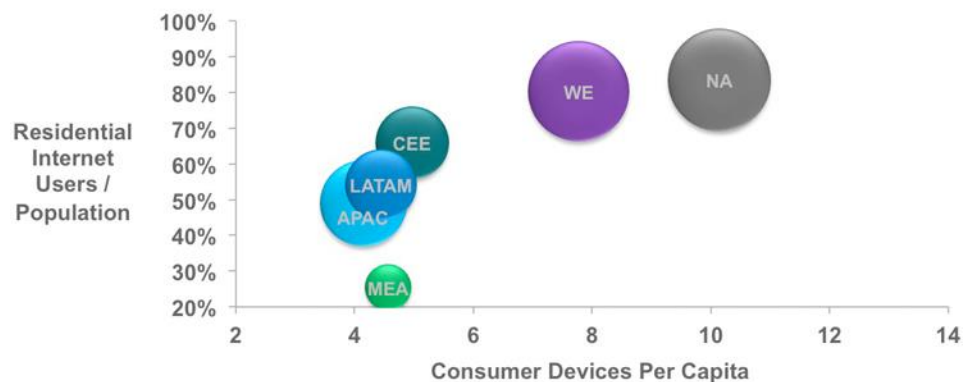 100%
90%
80%
70%
60%
50%
40%
30%
20%
Residential
Internet
Users /
Population
WE
NA
CEE
LATAM
APAC
MEA
2 4 6 8 10 12 14
Consumer Devices Per Capita